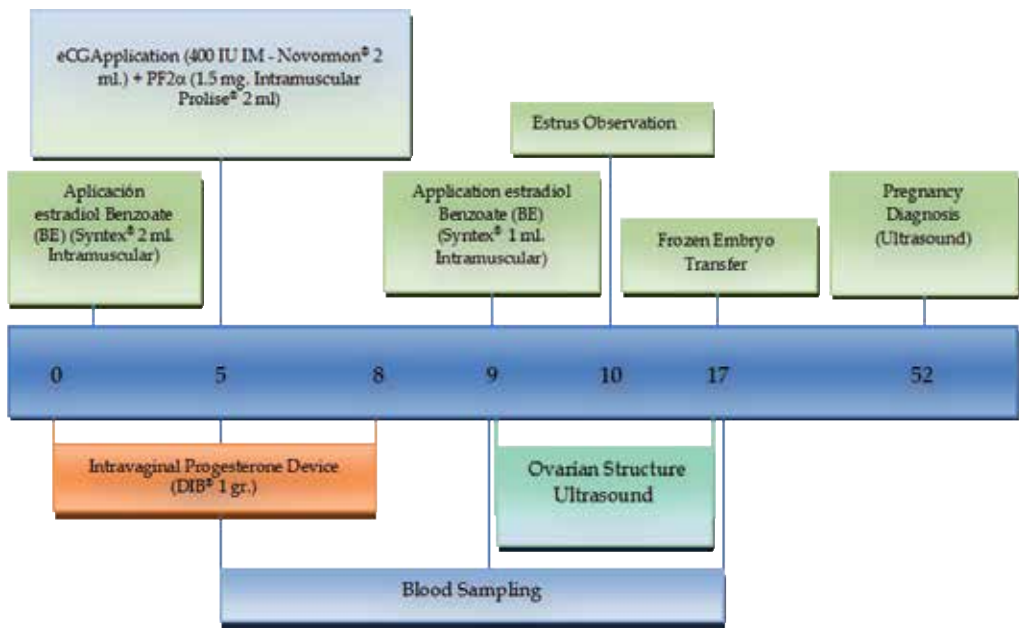 eCGApplication (400 IU IM - Novormon® 2
ml.) + PF2α (1.5 mg. Intramuscular
Prolise® 2 ml)
Estrus Observation
Aplicación
estradiol Benzoate
(BE) (Syntex® 2 ml.
Intramuscular)
Application estradiol
Benzoate (BE)
(Syntex® 1 ml.
Intramuscular)
Frozen Embryo
Transfer
Pregnancy
Diagnosis
(Ultrasound)
0 5 8 9 10 17 52
Intravaginal Progesterone Device
(DIB® 1 gr.)
Ovarian Structure
Ultrasound
Blood Sampling